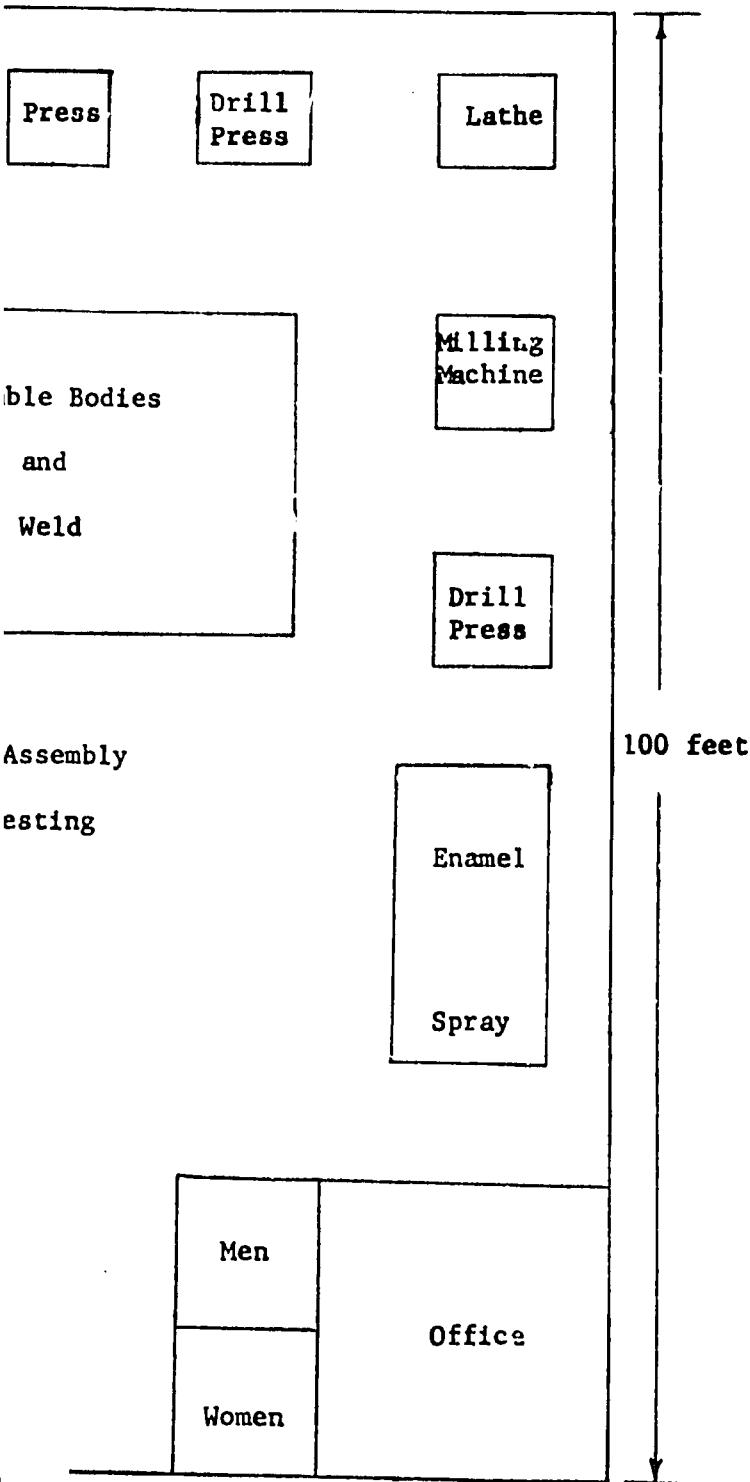 Press
Drill
Press
Lathe
Milling
Machine
ble Bodies
and
Weld
Drill
Press
100 feet
Assembly
esting
Enamel
Spray
Men
Office
Women